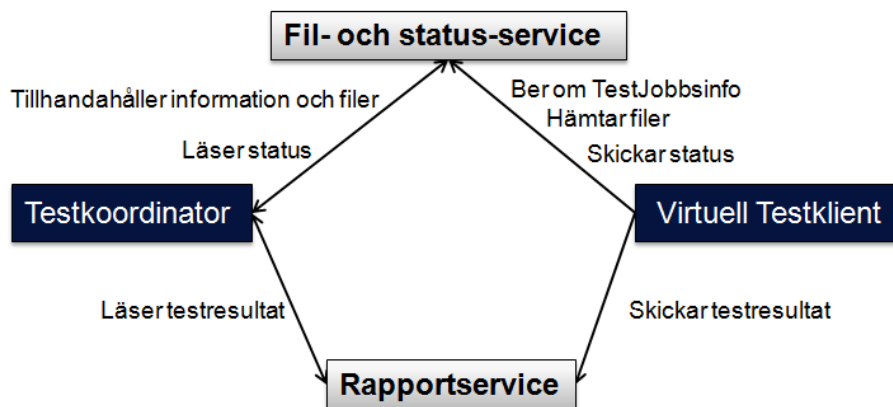 Fil- och status-service
Tillhandahåller information och filer
Ber om TestJobbsinfo
Hämtar filer
Läser status
Skickar status
Testkoordinator
Virtuell Testklient
Läser testresultat
Skickar testresultat
Rapportservice